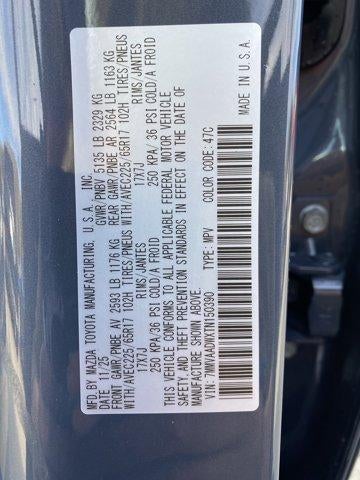 MFD. BY MAZDA TOYOTA MANUFACTURING, U.S.A., INC.
DATE: 11/25 GVWR/PNBV 5135 LB 2329 KG
FRONT GAWR/PNBE AV 2593 LB 1176 KG REAR GAWR/PNBE AR 2564 LB 1163 KG
WITH/AVEC225/65R17 102H TIRES/PNEUS WITH/AVEC225/65R17 102H TIRES/PNEUS
17X7J RIMS/JANTES 17X7J RIMS/JANTES
250 KPA/36 PSI COLD/A FROID 250 KPA/36 PSI COLD/A FROID
THIS VEHICLE CONFORMS TO ALL APPLICABLE FEDERAL MOTOR VEHICLE
SAFETY, AND THEFT PREVENTION STANDARDS IN EFFECT ON THE DATE OF
MANUFACTURE SHOWN ABOVE.
VIN: 7MMVAADWXTN150390 TYPE: MPV COLOR CODE: 47C
MADE IN U.S.A.